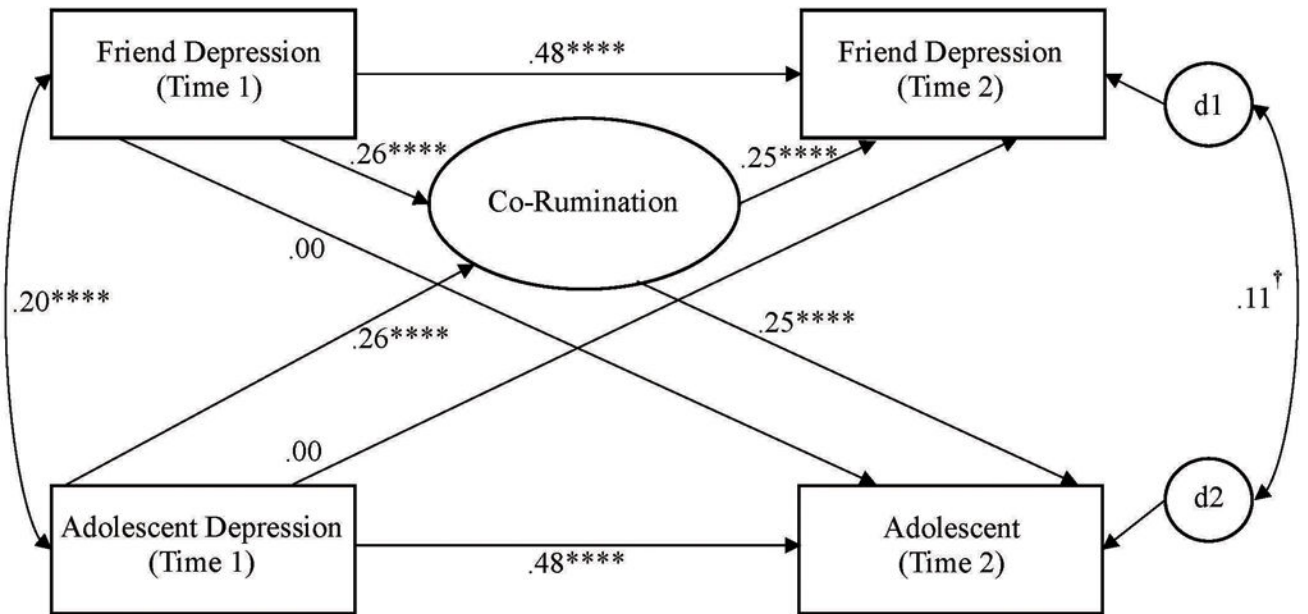 Friend Depression
(Time 1)
.48****
Friend Depression
(Time 2)
d1
.26****
.25****
Co-Rumination
.00
.20****
.26****
.25****
.11†
.00
Adolescent Depression
(Time 1)
.48****
Adolescent
(Time 2)
d2